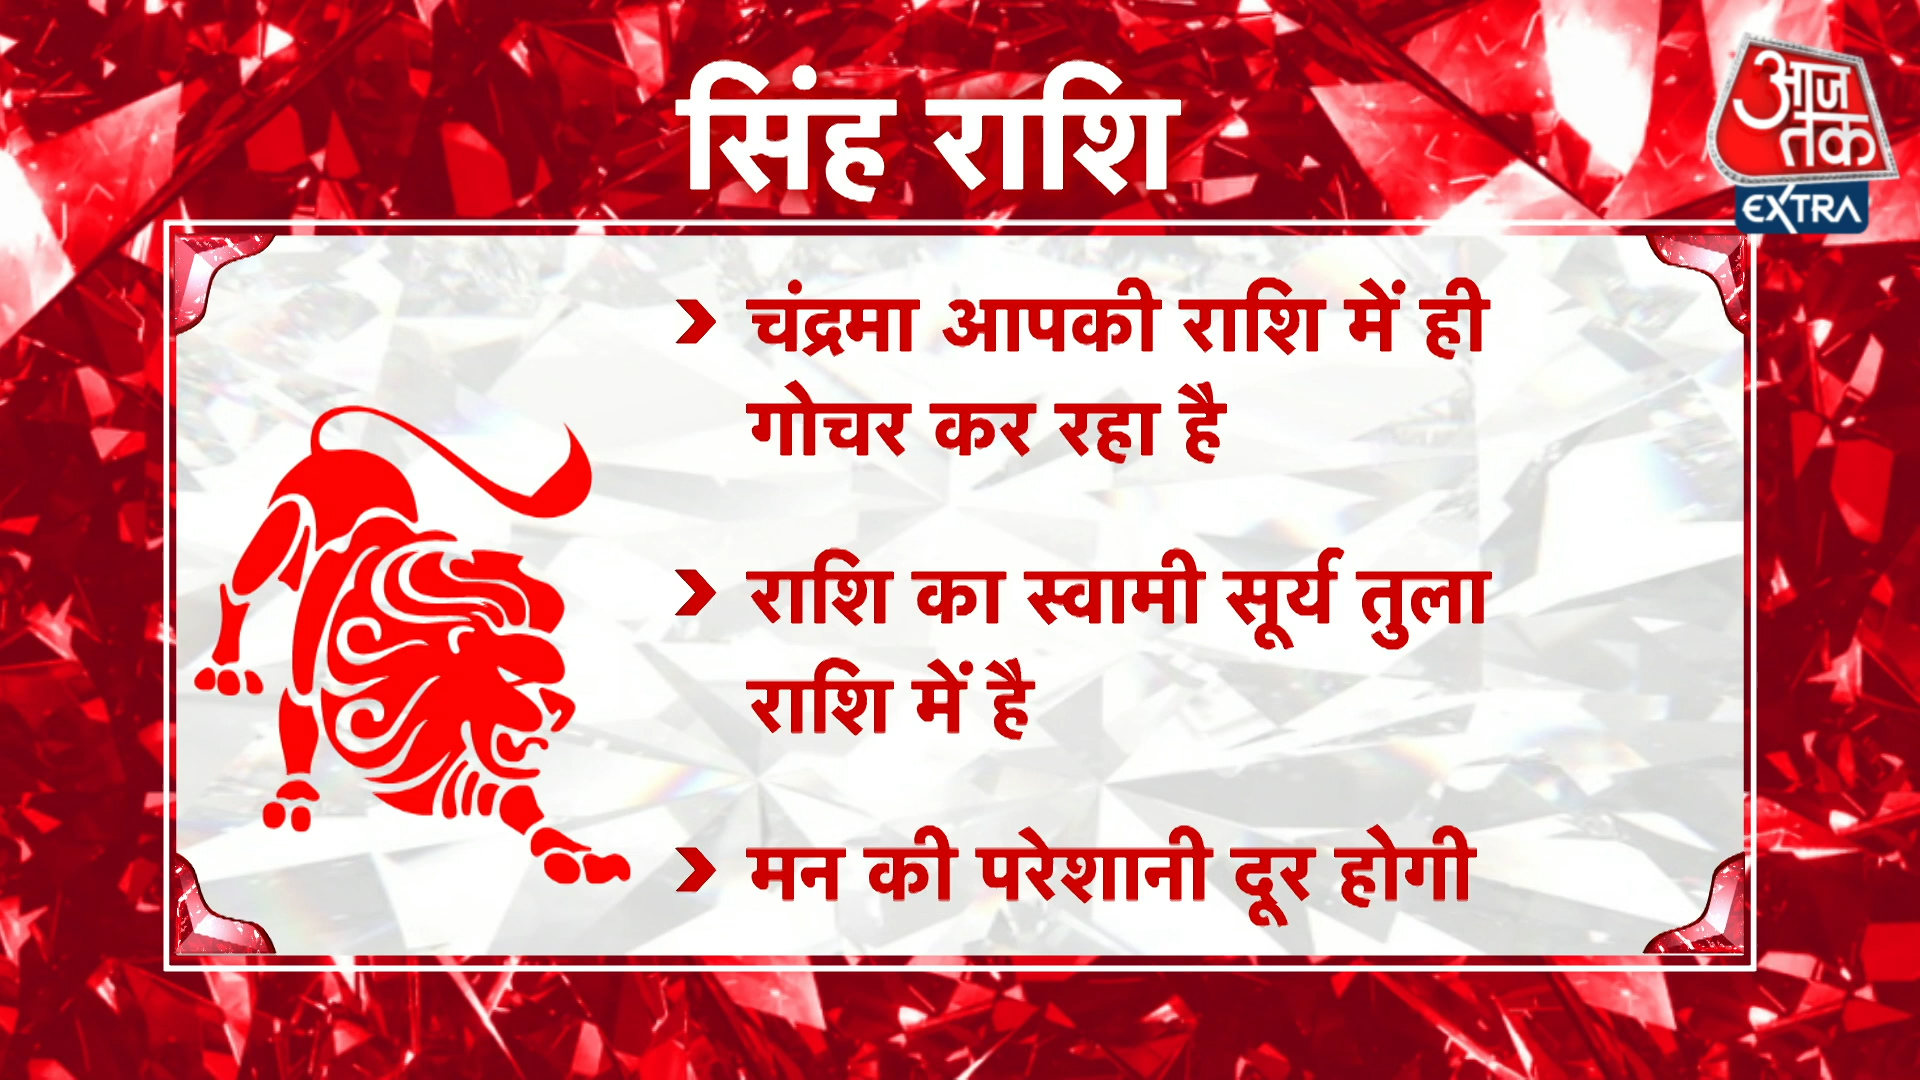 सिंह राशि
आज
तक
EXTRA
चंद्रमा आपकी राशि में ही
गोचर कर रहा है
राशि का स्वामी सूर्य तुला
राशि में है
मन की परेशानी दूर होगी